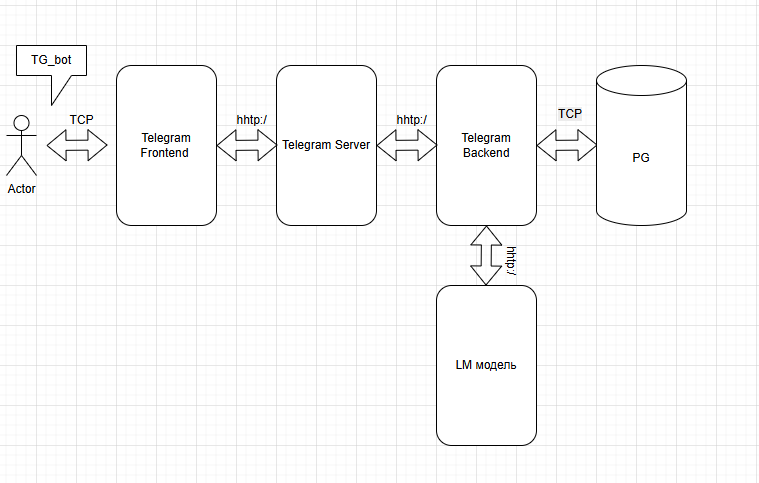 TG_bot
TCP
Actor
Telegram
Frontend
hhtp:/
Telegram Server
hhtp:/
Telegram
Backend
TCP
PG
hhtp:/
LM модель